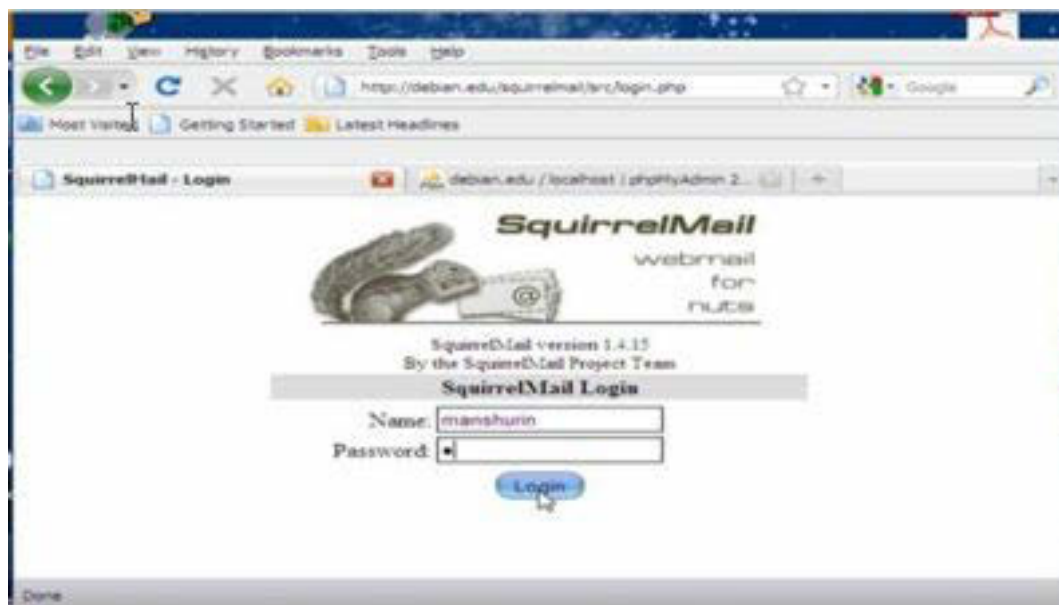 File Edit View History Bookmarks Tools Help
http://debian.edu/squirrelmail/src/login.php
Google
Most Visited Getting Started Latest Headlines
SquirrelMail - Login
debian.edu / localhost | phpMyAdmin 2...
SquirrelMail
webmail
for
nuts
@
SquirrelMail version 1.4.15
By the SquirrelMail Project Team
SquirrelMail Login
Name: manshurin
Password:
Login
Done